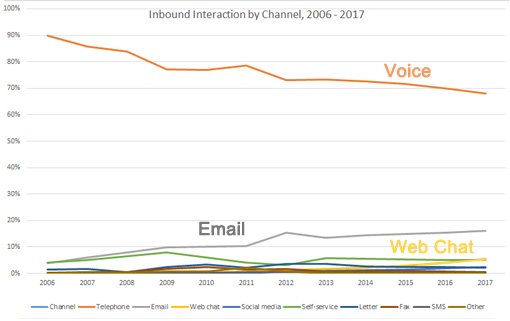 Inbound Interaction by Channel, 2006 - 2017
100%
90%
80%
70%
60%
50%
40%
30%
20%
10%
0%
Voice
Email
Web Chat
2006 2007 2008 2009 2010 2011 2012 2013 2014 2015 2016 2017
Channel Telephone Email Web chat Social media Self-service Letter Fax SMS Other